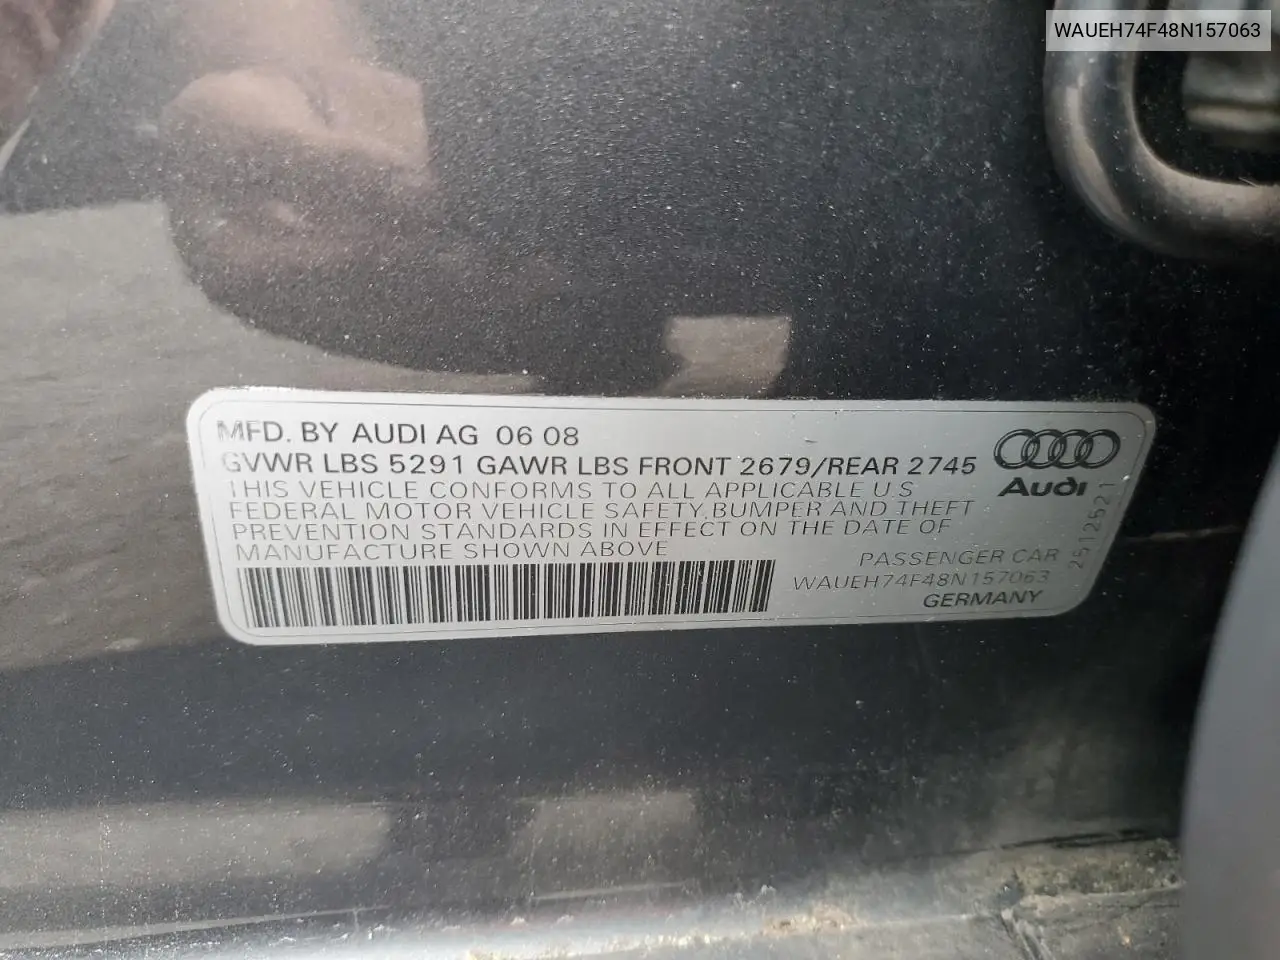 WAUEH74F48N157063
MFD. BY AUDI AG 06 08
GVWR LBS 5291 GAWR LBS FRONT 2679/REAR 2745
THIS VEHICLE CONFORMS TO ALL APPLICABLE U.S
FEDERAL MOTOR VEHICLE SAFETY,BUMPER AND THEFT
PREVENTION STANDARDS IN EFFECT ON THE DATE OF
MANUFACTURE SHOWN ABOVE
Audi
2512521
PASSENGER CAR
WAUEH74F48N157063
GERMANY